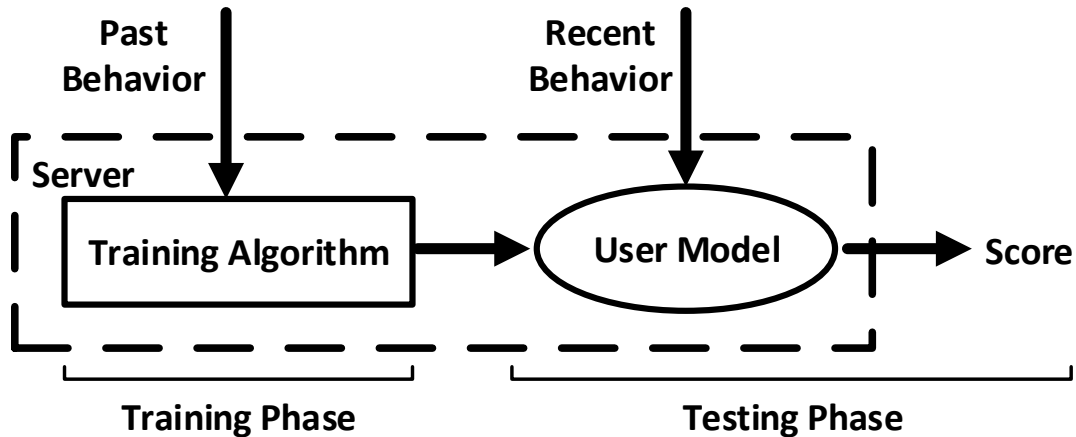 Past
Behavior
Recent
Behavior
Server
Training Algorithm
User Model
Score
Training Phase
Testing Phase